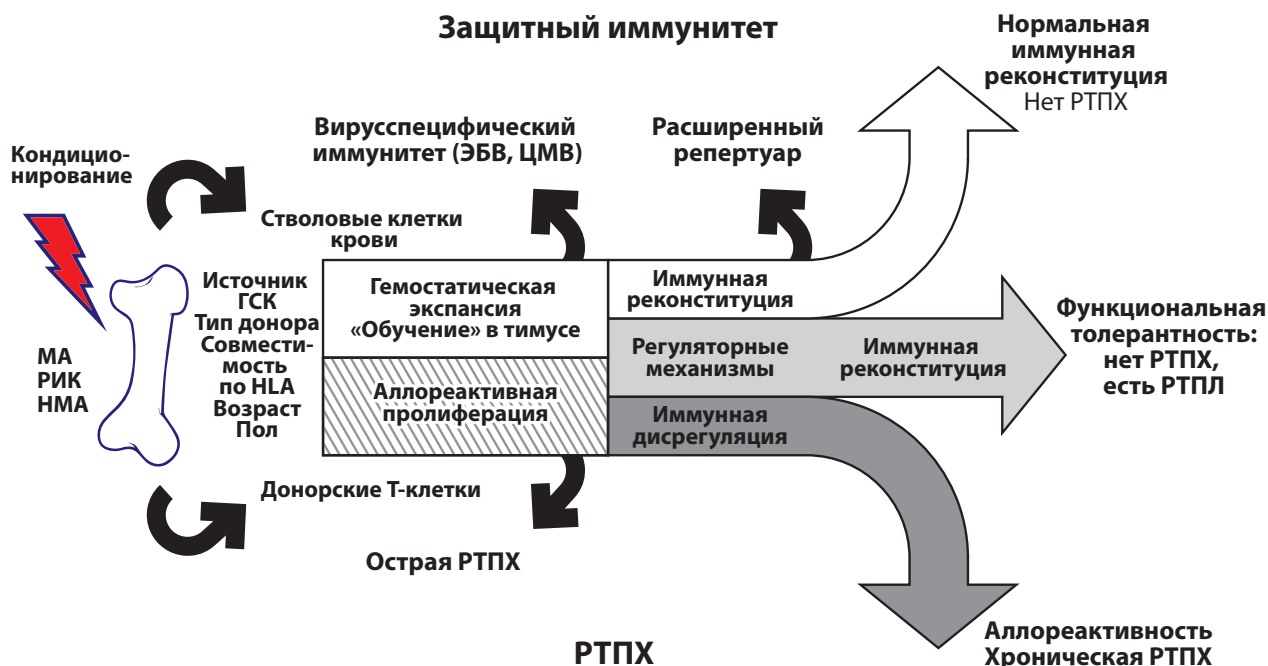 Защитный иммунитет
Нормальная
иммунная
реконституция
Нет РТПХ
Вирусспецифический
иммунитет (ЭБВ, ЦМВ)
Расширенный
репертуар
Кондицио-
нирование
Стволовые клетки
крови
Источник
ГСК
Тип донора
Совмести-
мость
по HLA
Возраст
Пол
МА
РИК
НМА
Гемостатическая
экспансия
«Обучение» в тимусе
Аллореактивная
пролиферация
Иммунная
реконституция
Регуляторные
механизмы
Иммунная
реконституция
Иммунная
дисрегуляция
Функциональная
толерантность:
нет РТПХ,
есть РТПЛ
Донорские Т-клетки
Острая РТПХ
РТПХ
Аллореактивность
Хроническая РТПХ